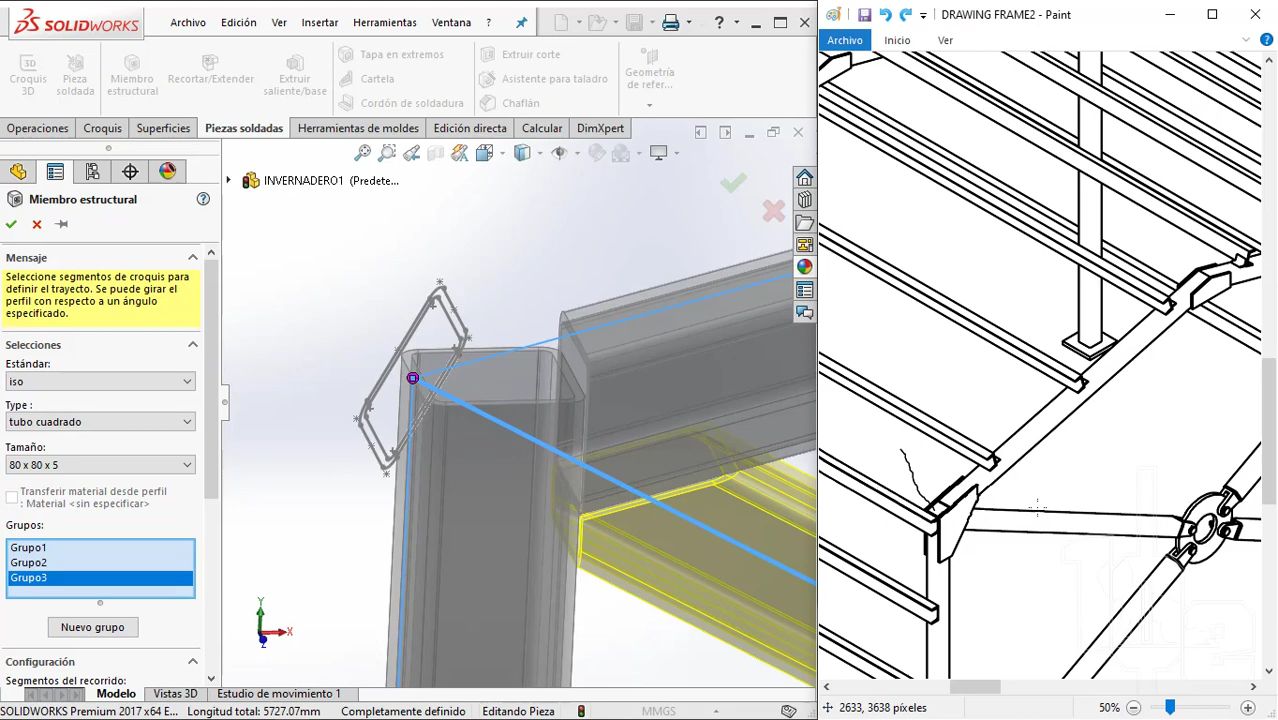 SOLIDWORKS
Archivo Edición Ver Insertar Herramientas Ventana ?
Croquis 3D
Pieza soldada
Miembro estructural
Recortar/Extender
Extruir saliente/base
Tapa en extremos
Cartela
Cordón de soldadura
Extruir corte
Asistente para taladro
Chaflán
Geometría de refer...
Operaciones Croquis Superficies Piezas soldadas Herramientas de moldes Edición directa Calcular DimXpert
INVERNADERO1 (Predete...
Miembro estructural
Mensaje
Seleccione segmentos de croquis para
definir el trayecto. Se puede girar el
perfil con respecto a un ángulo
especificado.
Selecciones
Estándar:
iso
Type :
tubo cuadrado
Tamaño:
80 x 80 x 5
Transferir material desde perfil
: Material <sin especificar>
Grupos:
Grupo1
Grupo2
Grupo3
Nuevo grupo
Configuración
Segmentos del recorrido:
Y
X
Z
Modelo Vistas 3D Estudio de movimiento 1
SOLIDWORKS Premium 2017 x64 E... Longitud total: 5727.07mm Completamente definido Editando Pieza MMGS
DRAWING FRAME2 - Paint
Archivo Inicio Ver
2633, 3638 píxeles
50%